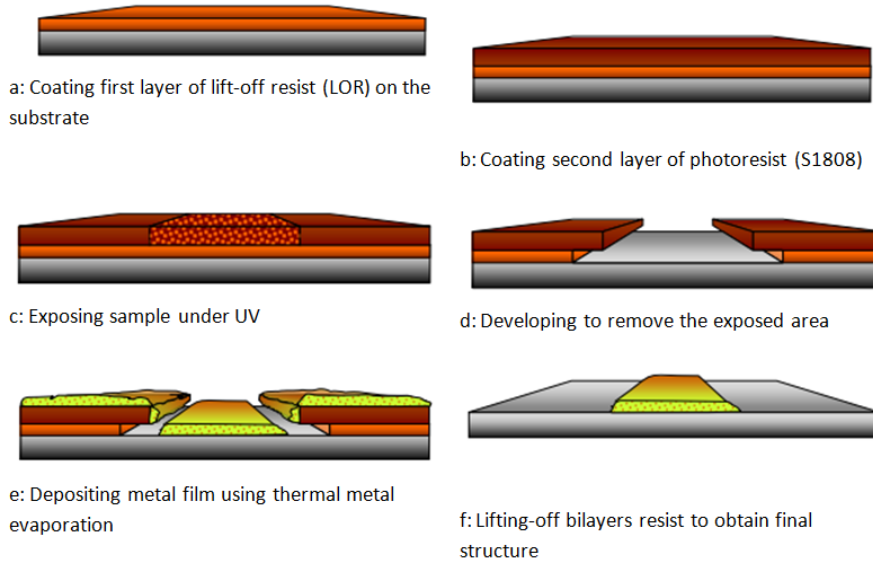 a: Coating first layer of lift-off resist (LOR) on the
substrate
b: Coating second layer of photoresist (S1808)
c: Exposing sample under UV
d: Developing to remove the exposed area
e: Depositing metal film using thermal metal
evaporation
f: Lifting-off bilayers resist to obtain final
structure